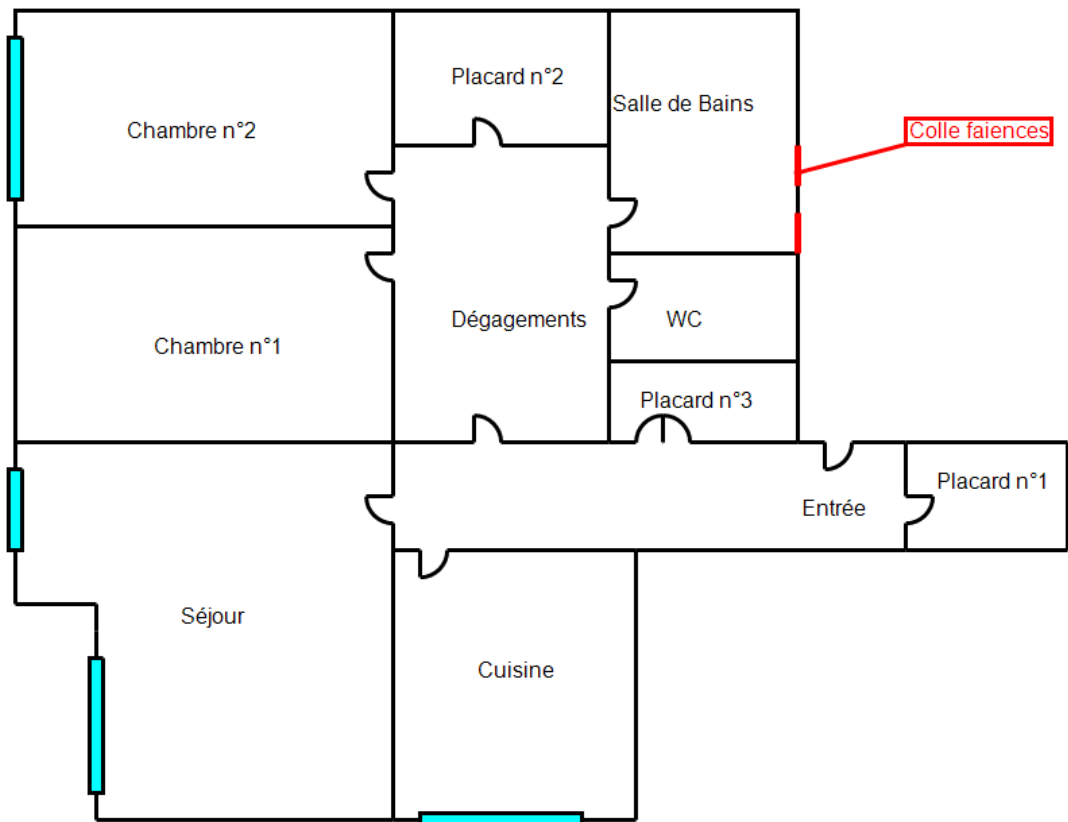 Placard n°2
Salle de Bains
Chambre n°2
Colle faiences
Dégagements
WC
Chambre n°1
Placard n°3
Placard n°1
Entrée
Séjour
Cuisine